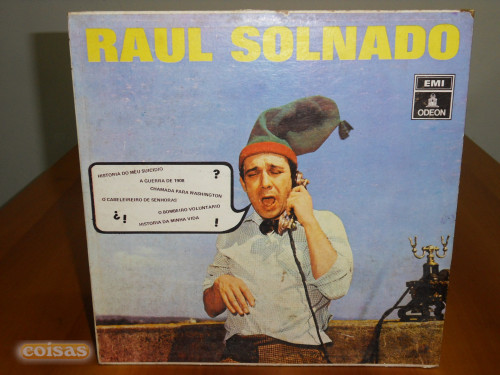 RAUL SOLNADO
EMI
ODEON
HISTÓRIA DO MEU SUICÍDIO
?
A GUERRA DE 1908
CHAMADA PARA WASHINGTON
O CABELEIREIRO DE SENHORAS
O BOMBEIRO VOLUNTÁRIO
¿!
HISTÓRIA DA MINHA VIDA
!
coisas